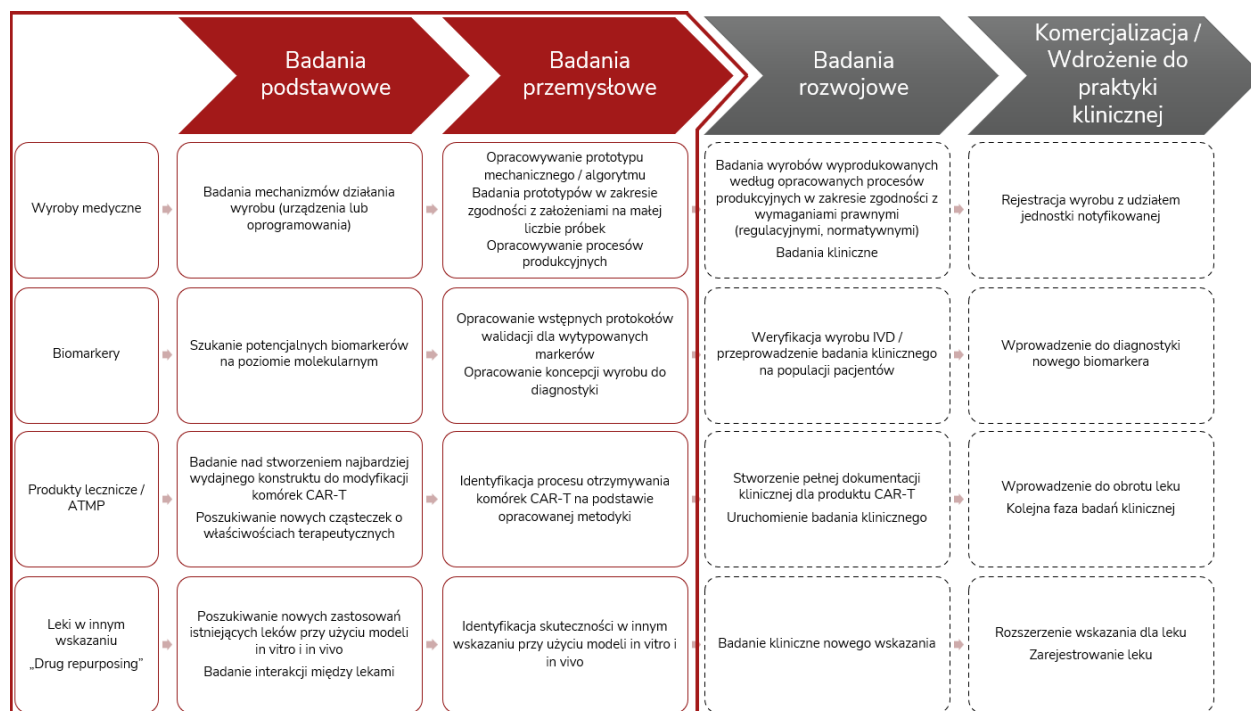 Badania
podstawowe
Badania
przemysłowe
Badania
rozwojowe
Komercjalizacja /
Wdrożenie do
praktyki
klinicznej
Wyroby medyczne
Badania mechanizmów działania
wyrobu (urządzenia lub
oprogramowania)
Opracowywanie prototypu
mechanicznego / algorytmu
Badania prototypów w zakresie
zgodności z założeniami na małej
liczbie próbek
Opracowywanie procesów
produkcyjnych
Badania wyrobów wyprodukowanych
według opracowanych procesów
produkcyjnych w zakresie zgodności z
wymaganiami prawnymi
(regulacyjnymi, normatywnymi)
Badania kliniczne
Rejestracja wyrobu z udziałem
jednostki notyfikowanej
Biomarkery
Szukanie potencjalnych biomarkerów
na poziomie molekularnym
Opracowanie wstępnych protokołów
walidacji dla wytypowanych
markerów
Opracowanie koncepcji wyrobu do
diagnostyki
Weryfikacja wyrobu IVD /
przeprowadzenie badania klinicznego
na populacji pacjentów
Wprowadzenie do diagnostyki
nowego biomarkera
Produkty lecznicze /
ATMP
Badanie nad stworzeniem najbardziej
wydajnego konstruktu do modyfikacji
komórek CAR-T
Poszukiwanie nowych cząsteczek o
właściwościach terapeutycznych
Identyfikacja procesu otrzymywania
komórek CAR-T na podstawie
opracowanej metodyki
Stworzenie pełnej dokumentacji
klinicznej dla produktu CAR-T
Uruchomienie badania klinicznego
Wprowadzenie do obrotu leku
Kolejna faza badań klinicznej
Leki w innym
wskazaniu
„Drug repurposing”
Poszukiwanie nowych zastosowań
istniejących leków przy użyciu modeli
in vitro i in vivo
Badanie interakcji między lekami
Identyfikacja skuteczności w innym
wskazaniu przy użyciu modeli in vitro i
in vivo
Badanie kliniczne nowego wskazania
Rozszerzenie wskazania dla leku
Zarejestrowanie leku